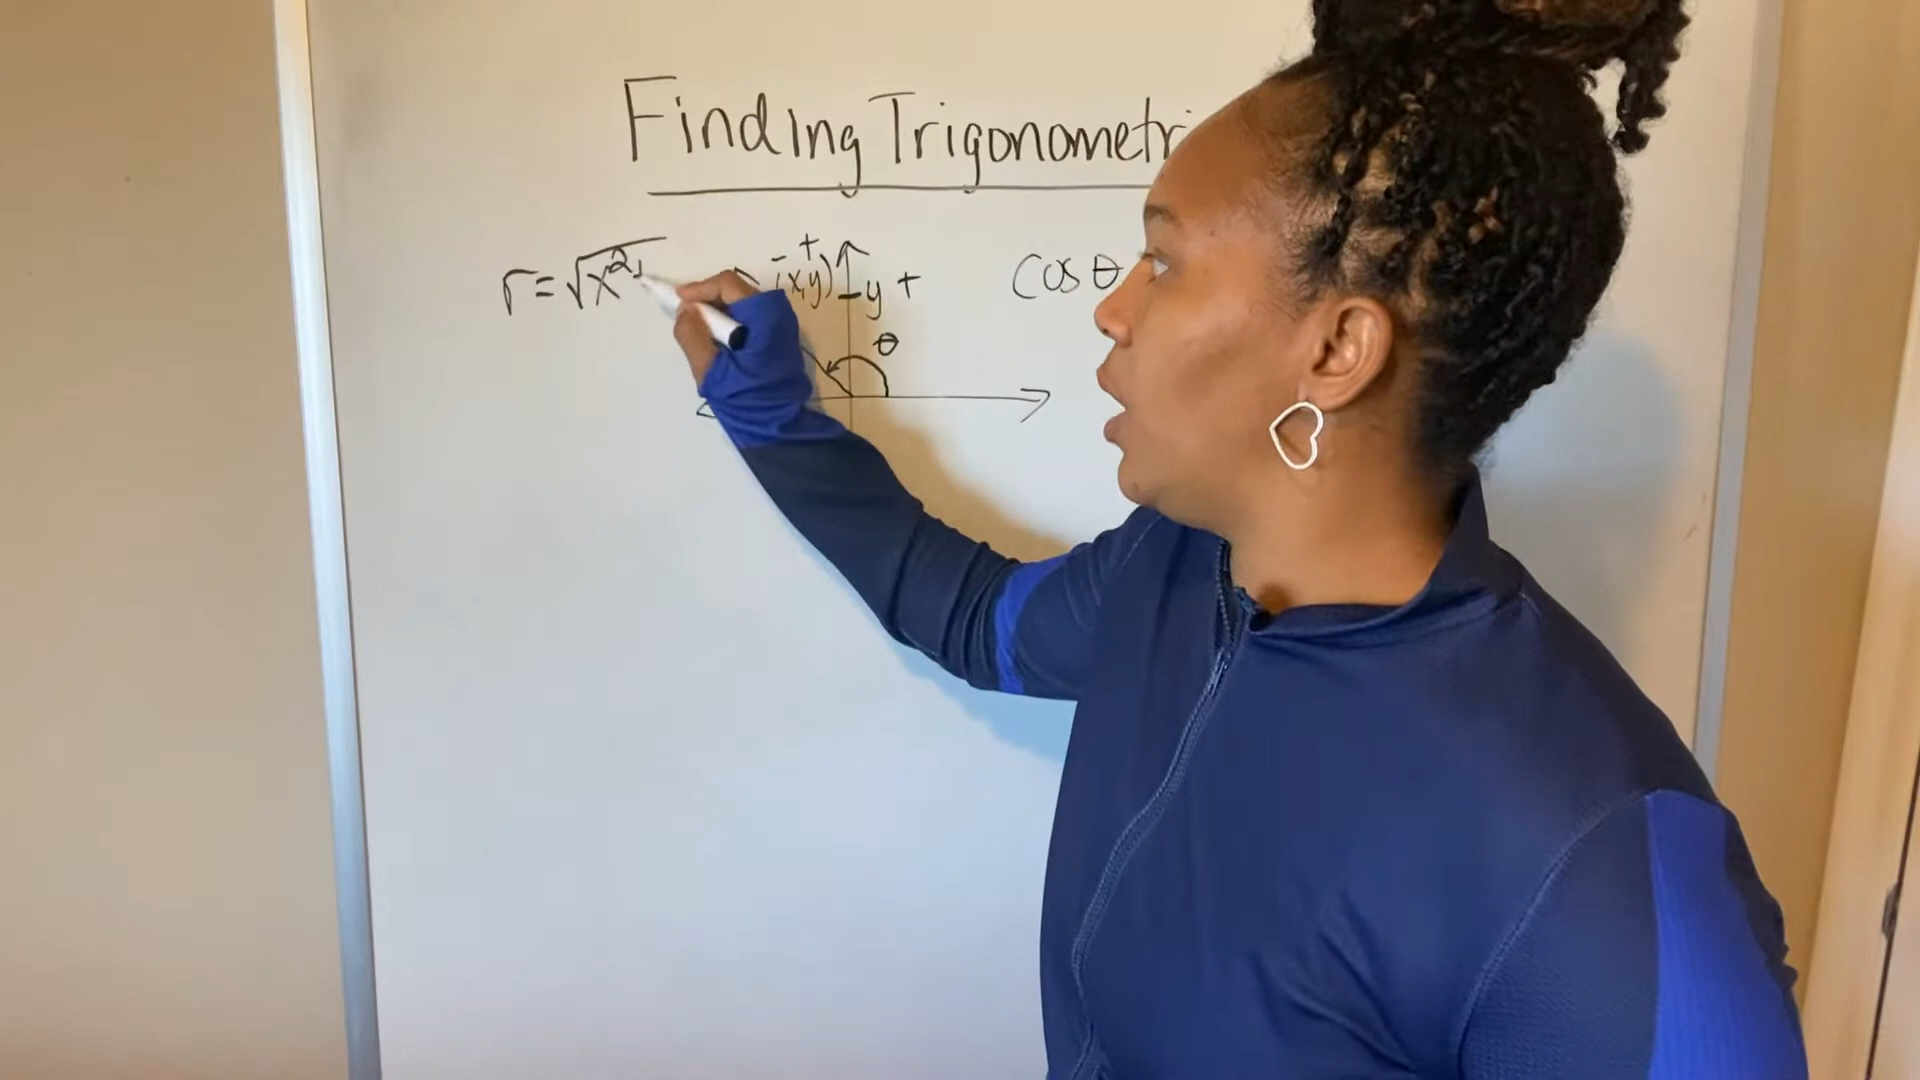 Finding Trigonometri
r = √x²
- +
(x,y) y + cos θ
θ